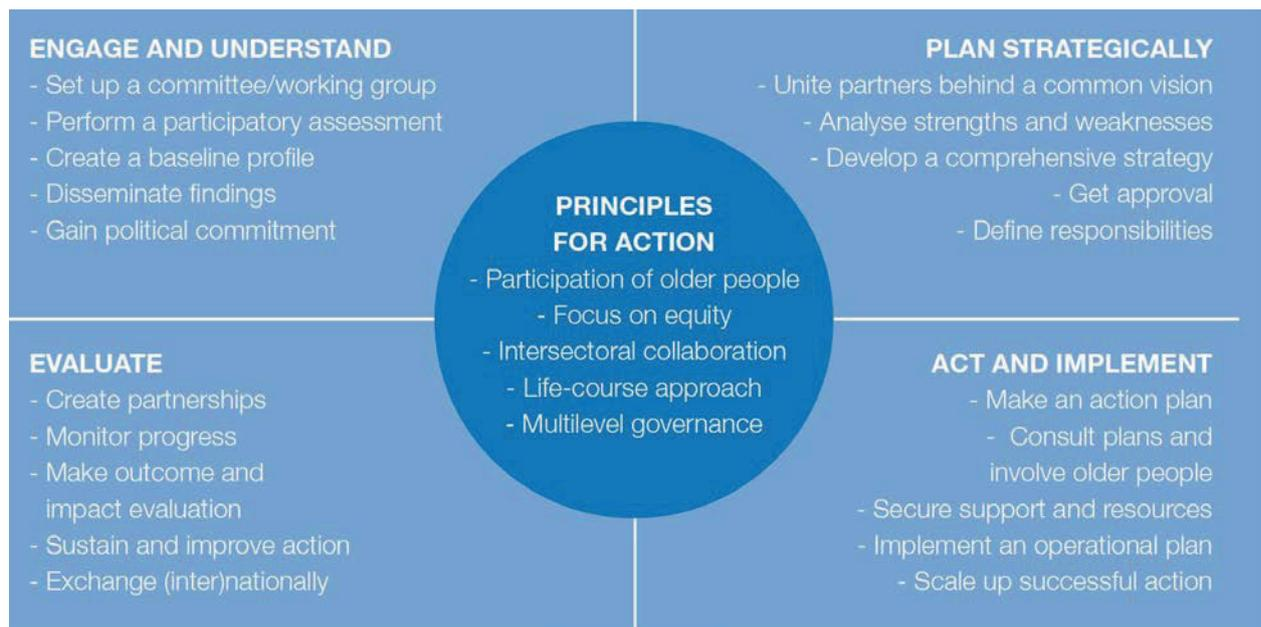 ENGAGE AND UNDERSTAND
- Set up a committee/working group
- Perform a participatory assessment
- Create a baseline profile
- Disseminate findings
- Gain political commitment
PLAN STRATEGICALLY
- Unite partners behind a common vision
- Analyse strengths and weaknesses
- Develop a comprehensive strategy
- Get approval
- Define responsibilities
PRINCIPLES
FOR ACTION
- Participation of older people
- Focus on equity
- Intersectoral collaboration
- Life-course approach
- Multilevel governance
EVALUATE
- Create partnerships
- Monitor progress
- Make outcome and
impact evaluation
- Sustain and improve action
- Exchange (inter)nationally
ACT AND IMPLEMENT
- Make an action plan
- Consult plans and
involve older people
- Secure support and resources
- Implement an operational plan
- Scale up successful action